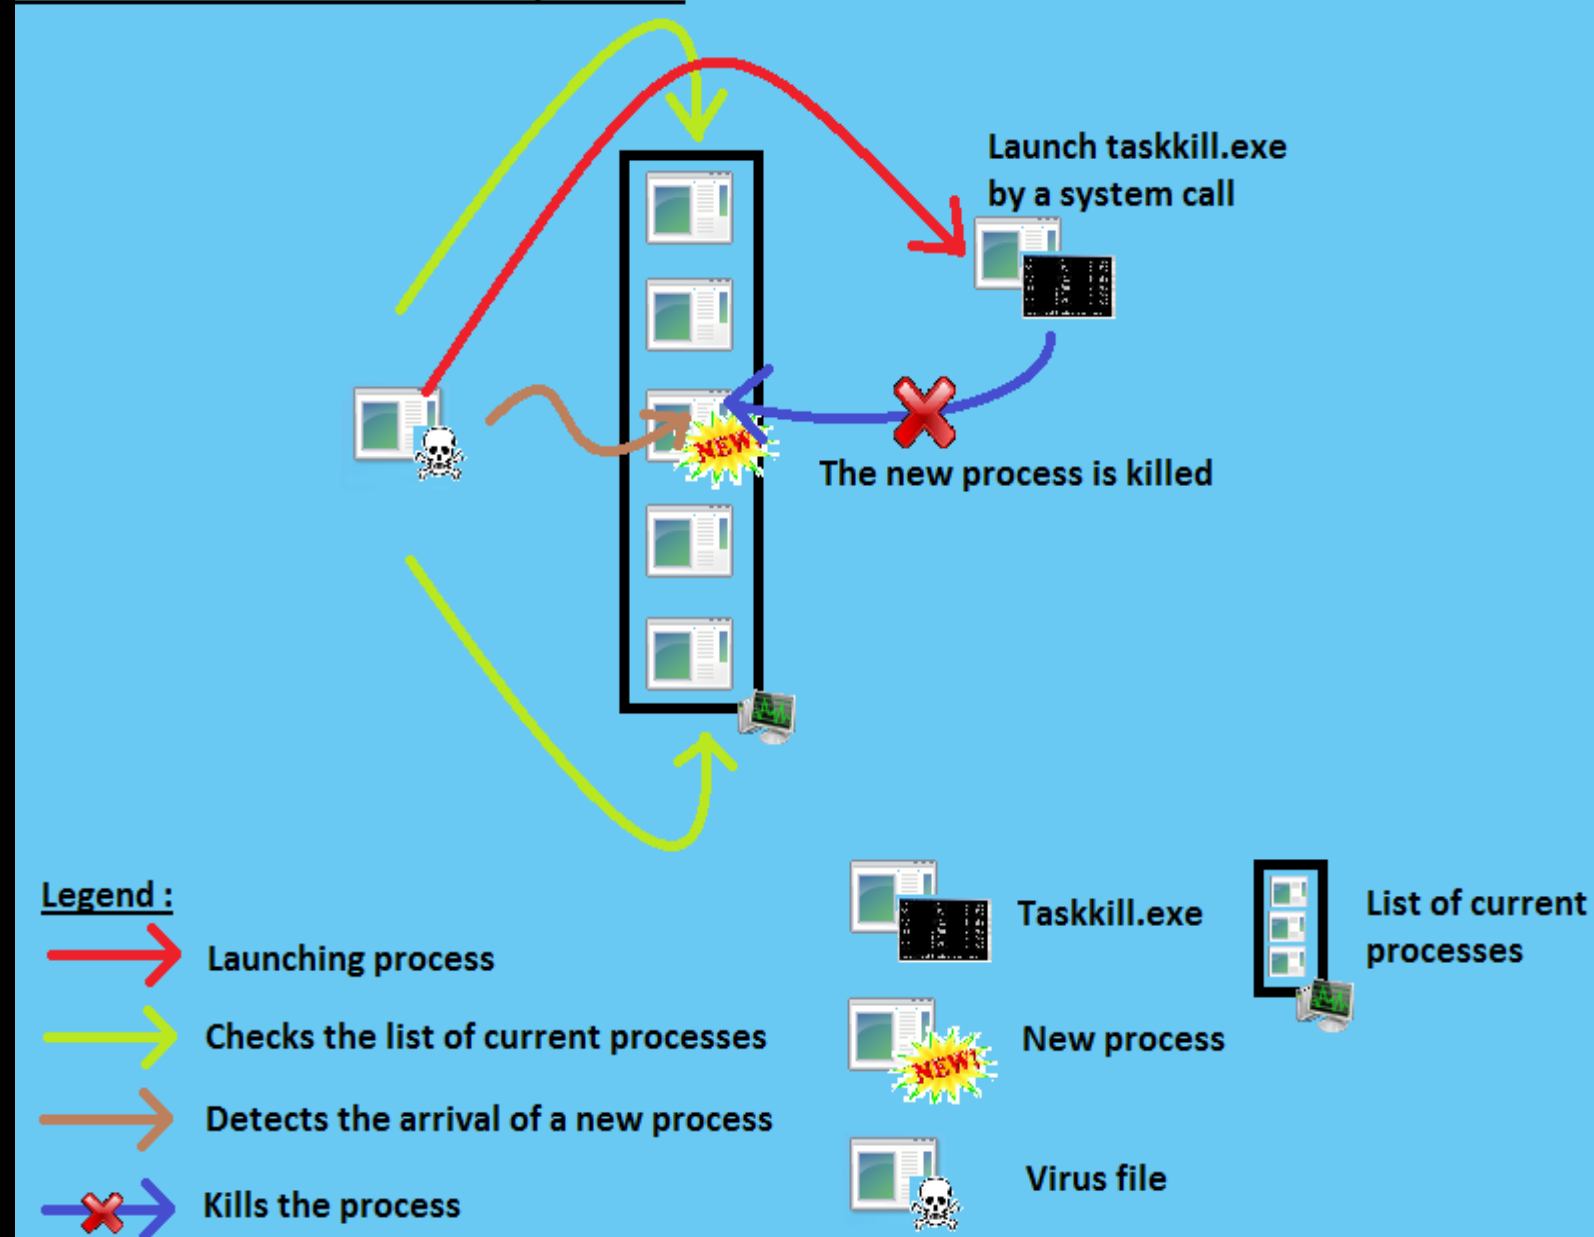 Launch taskkill.exe
by a system call
NEW!
The new process is killed
Legend :
Launching process
Checks the list of current processes
Detects the arrival of a new process
Kills the process
Taskkill.exe
NEW!
New process
Virus file
List of current
processes